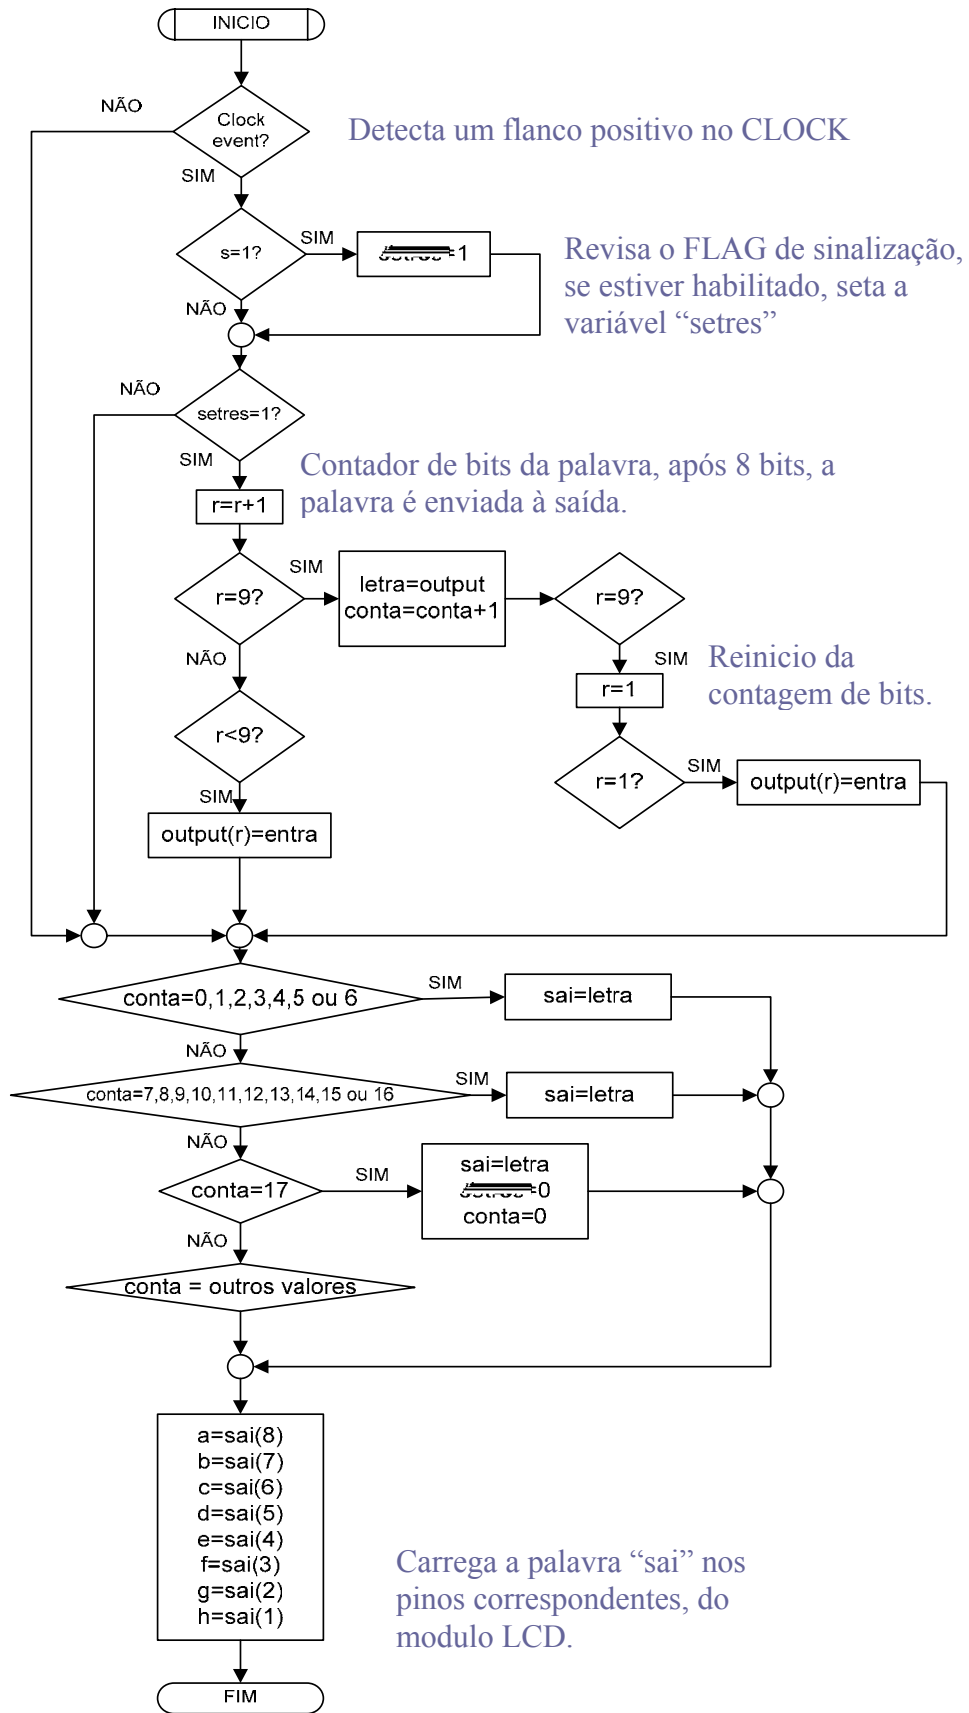 INICIO
NÃO
Clock
event?
Detecta um flanco positivo no CLOCK
SIM
s=1?
SIM
=1
Revisa o FLAG de sinalização,
se estiver habilitado, seta a
variável “setres”
NÃO
NÃO
setres=1?
SIM
Contador de bits da palavra, após 8 bits, a
palavra é enviada à saída.
r=r+1
r=9?
SIM
letra=output
conta=conta+1
r=9?
NÃO
SIM
Reinicio da
contagem de bits.
r=1
r<9?
r=1?
SIM
output(r)=entra
SIM
output(r)=entra
conta=0,1,2,3,4,5 ou 6
SIM
sai=letra
NÃO
conta=7,8,9,10,11,12,13,14,15 ou 16
SIM
sai=letra
NÃO
conta=17
SIM
sai=letra
=0
conta=0
NÃO
conta = outros valores
a=sai(8)
b=sai(7)
c=sai(6)
d=sai(5)
e=sai(4)
f=sai(3)
g=sai(2)
h=sai(1)
Carrega a palavra “sai” nos
pinos correspondentes, do
modulo LCD.
FIM